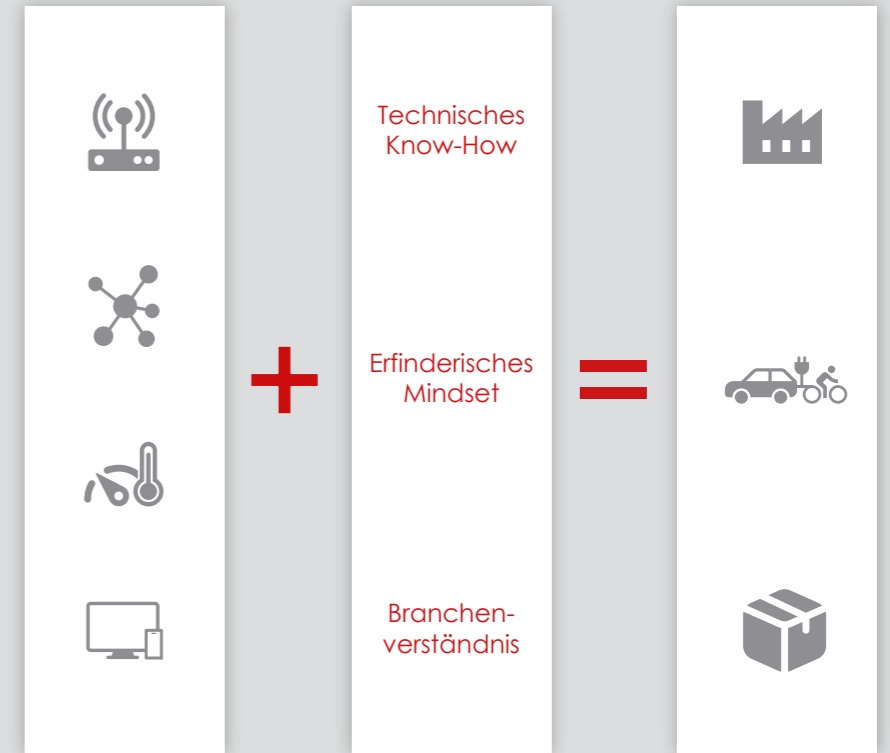 Technisches
Know-How
+
Erfinderisches
Mindset
=
Branchen-
verständnis